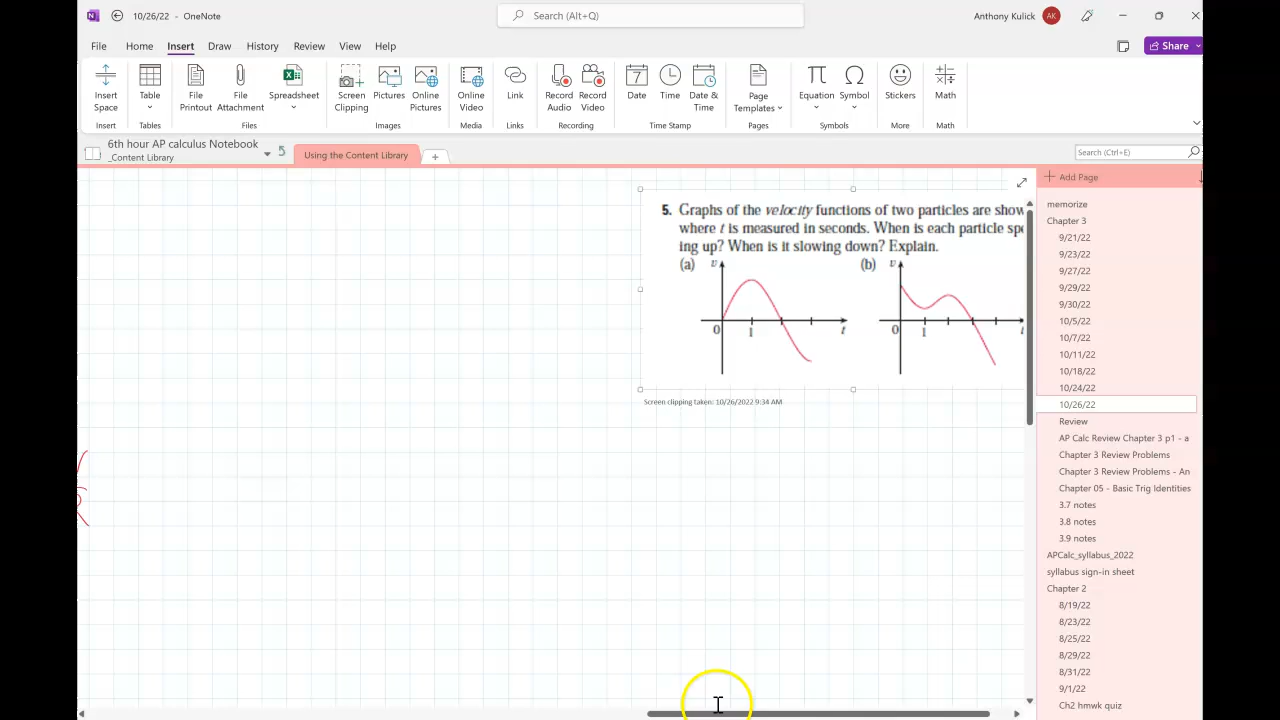 10/26/22 - OneNote
Search (Alt+Q)
Anthony Kulick
AK
File Home Insert Draw History Review View Help
Share
Insert Space
Table
File Printout
File Attachment
Spreadsheet
Screen Clipping
Pictures
Online Pictures
Online Video
Link
Record Audio
Record Video
7
Date
Time
Date & Time
Page Templates
π
Equation
Ω
Symbol
Stickers
Math
Insert Tables Files Images Media Links Recording Time Stamp Pages Symbols More Math
6th hour AP calculus Notebook
_Content Library
Using the Content Library
Search (Ctrl+E)
Add Page
memorize
Chapter 3
9/21/22
9/23/22
9/27/22
9/29/22
9/30/22
10/5/22
10/7/22
10/11/22
10/18/22
10/24/22
10/26/22
Review
AP Calc Review Chapter 3 p1 - a
Chapter 3 Review Problems
Chapter 3 Review Problems - An
Chapter 05 - Basic Trig Identities
3.7 notes
3.8 notes
3.9 notes
APCalc_syllabus_2022
syllabus sign-in sheet
Chapter 2
8/19/22
8/23/22
8/25/22
8/29/22
8/31/22
9/1/22
Ch2 hmwk quiz
5. Graphs of the velocity functions of two particles are show
where t is measured in seconds. When is each particle spe
ing up? When is it slowing down? Explain.
(a) v (b) v
0 1 t 0 1 t
Screen clipping taken: 10/26/2022 9:34 AM